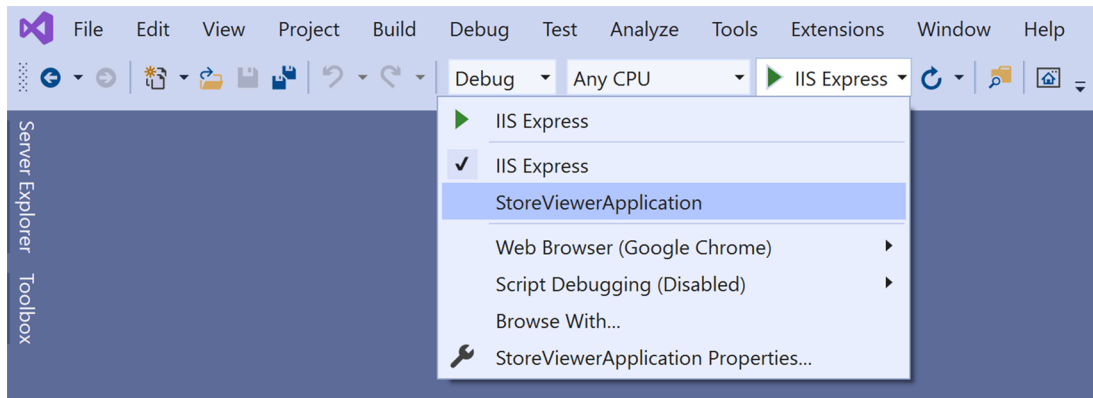 File Edit View Project Build Debug Test Analyze Tools Extensions Window Help
Debug Any CPU IIS Express
IIS Express
IIS Express
StoreViewerApplication
Web Browser (Google Chrome)
Script Debugging (Disabled)
Browse With...
StoreViewerApplication Properties...
Server Explorer
Toolbox